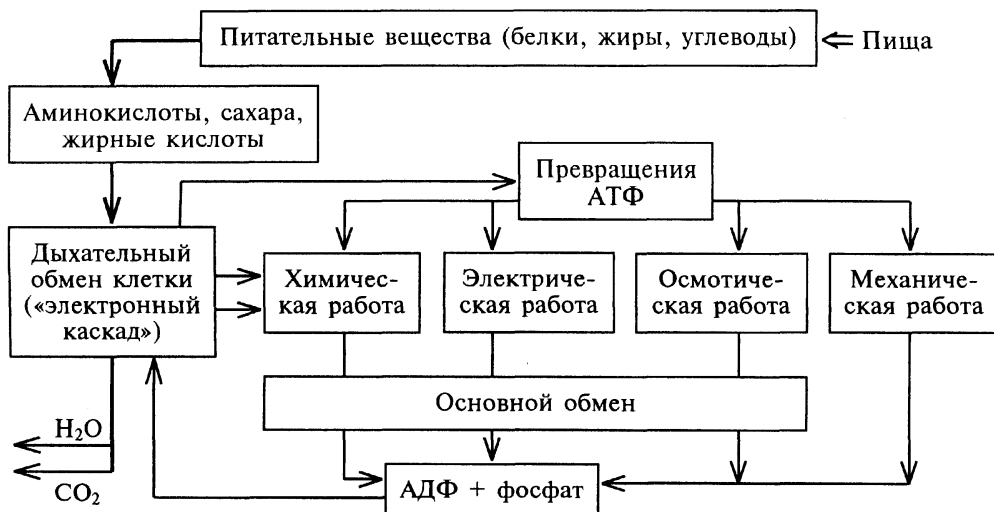 Питательные вещества (белки, жиры, углеводы)
Пища
Аминокислоты, сахара,
жирные кислоты
Превращения
АТФ
Дыхательный
обмен клетки
(«электронный
каскад»)
Химичес-
кая работа
Электриче-
ская работа
Осмотиче-
ская работа
Механиче-
ская работа
Основной обмен
H₂O
CO₂
АДФ + фосфат